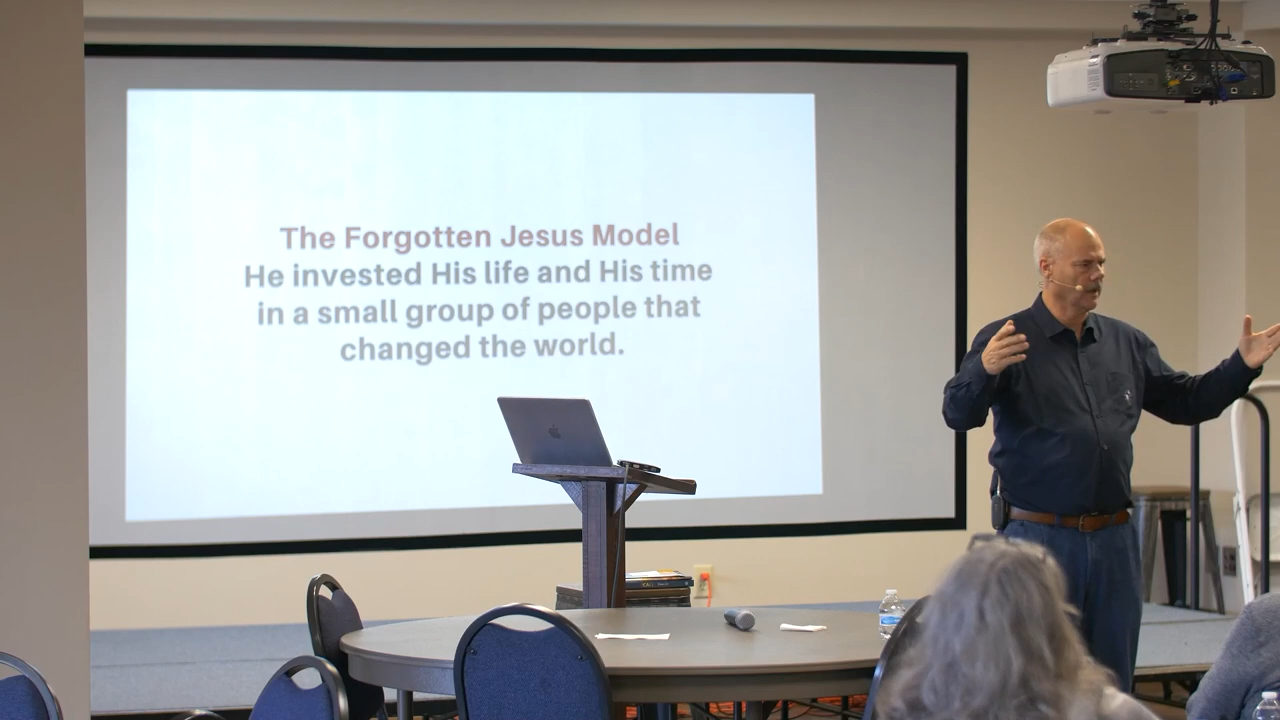 The Forgotten Jesus Model
He invested His life and His time
in a small group of people that
changed the world.